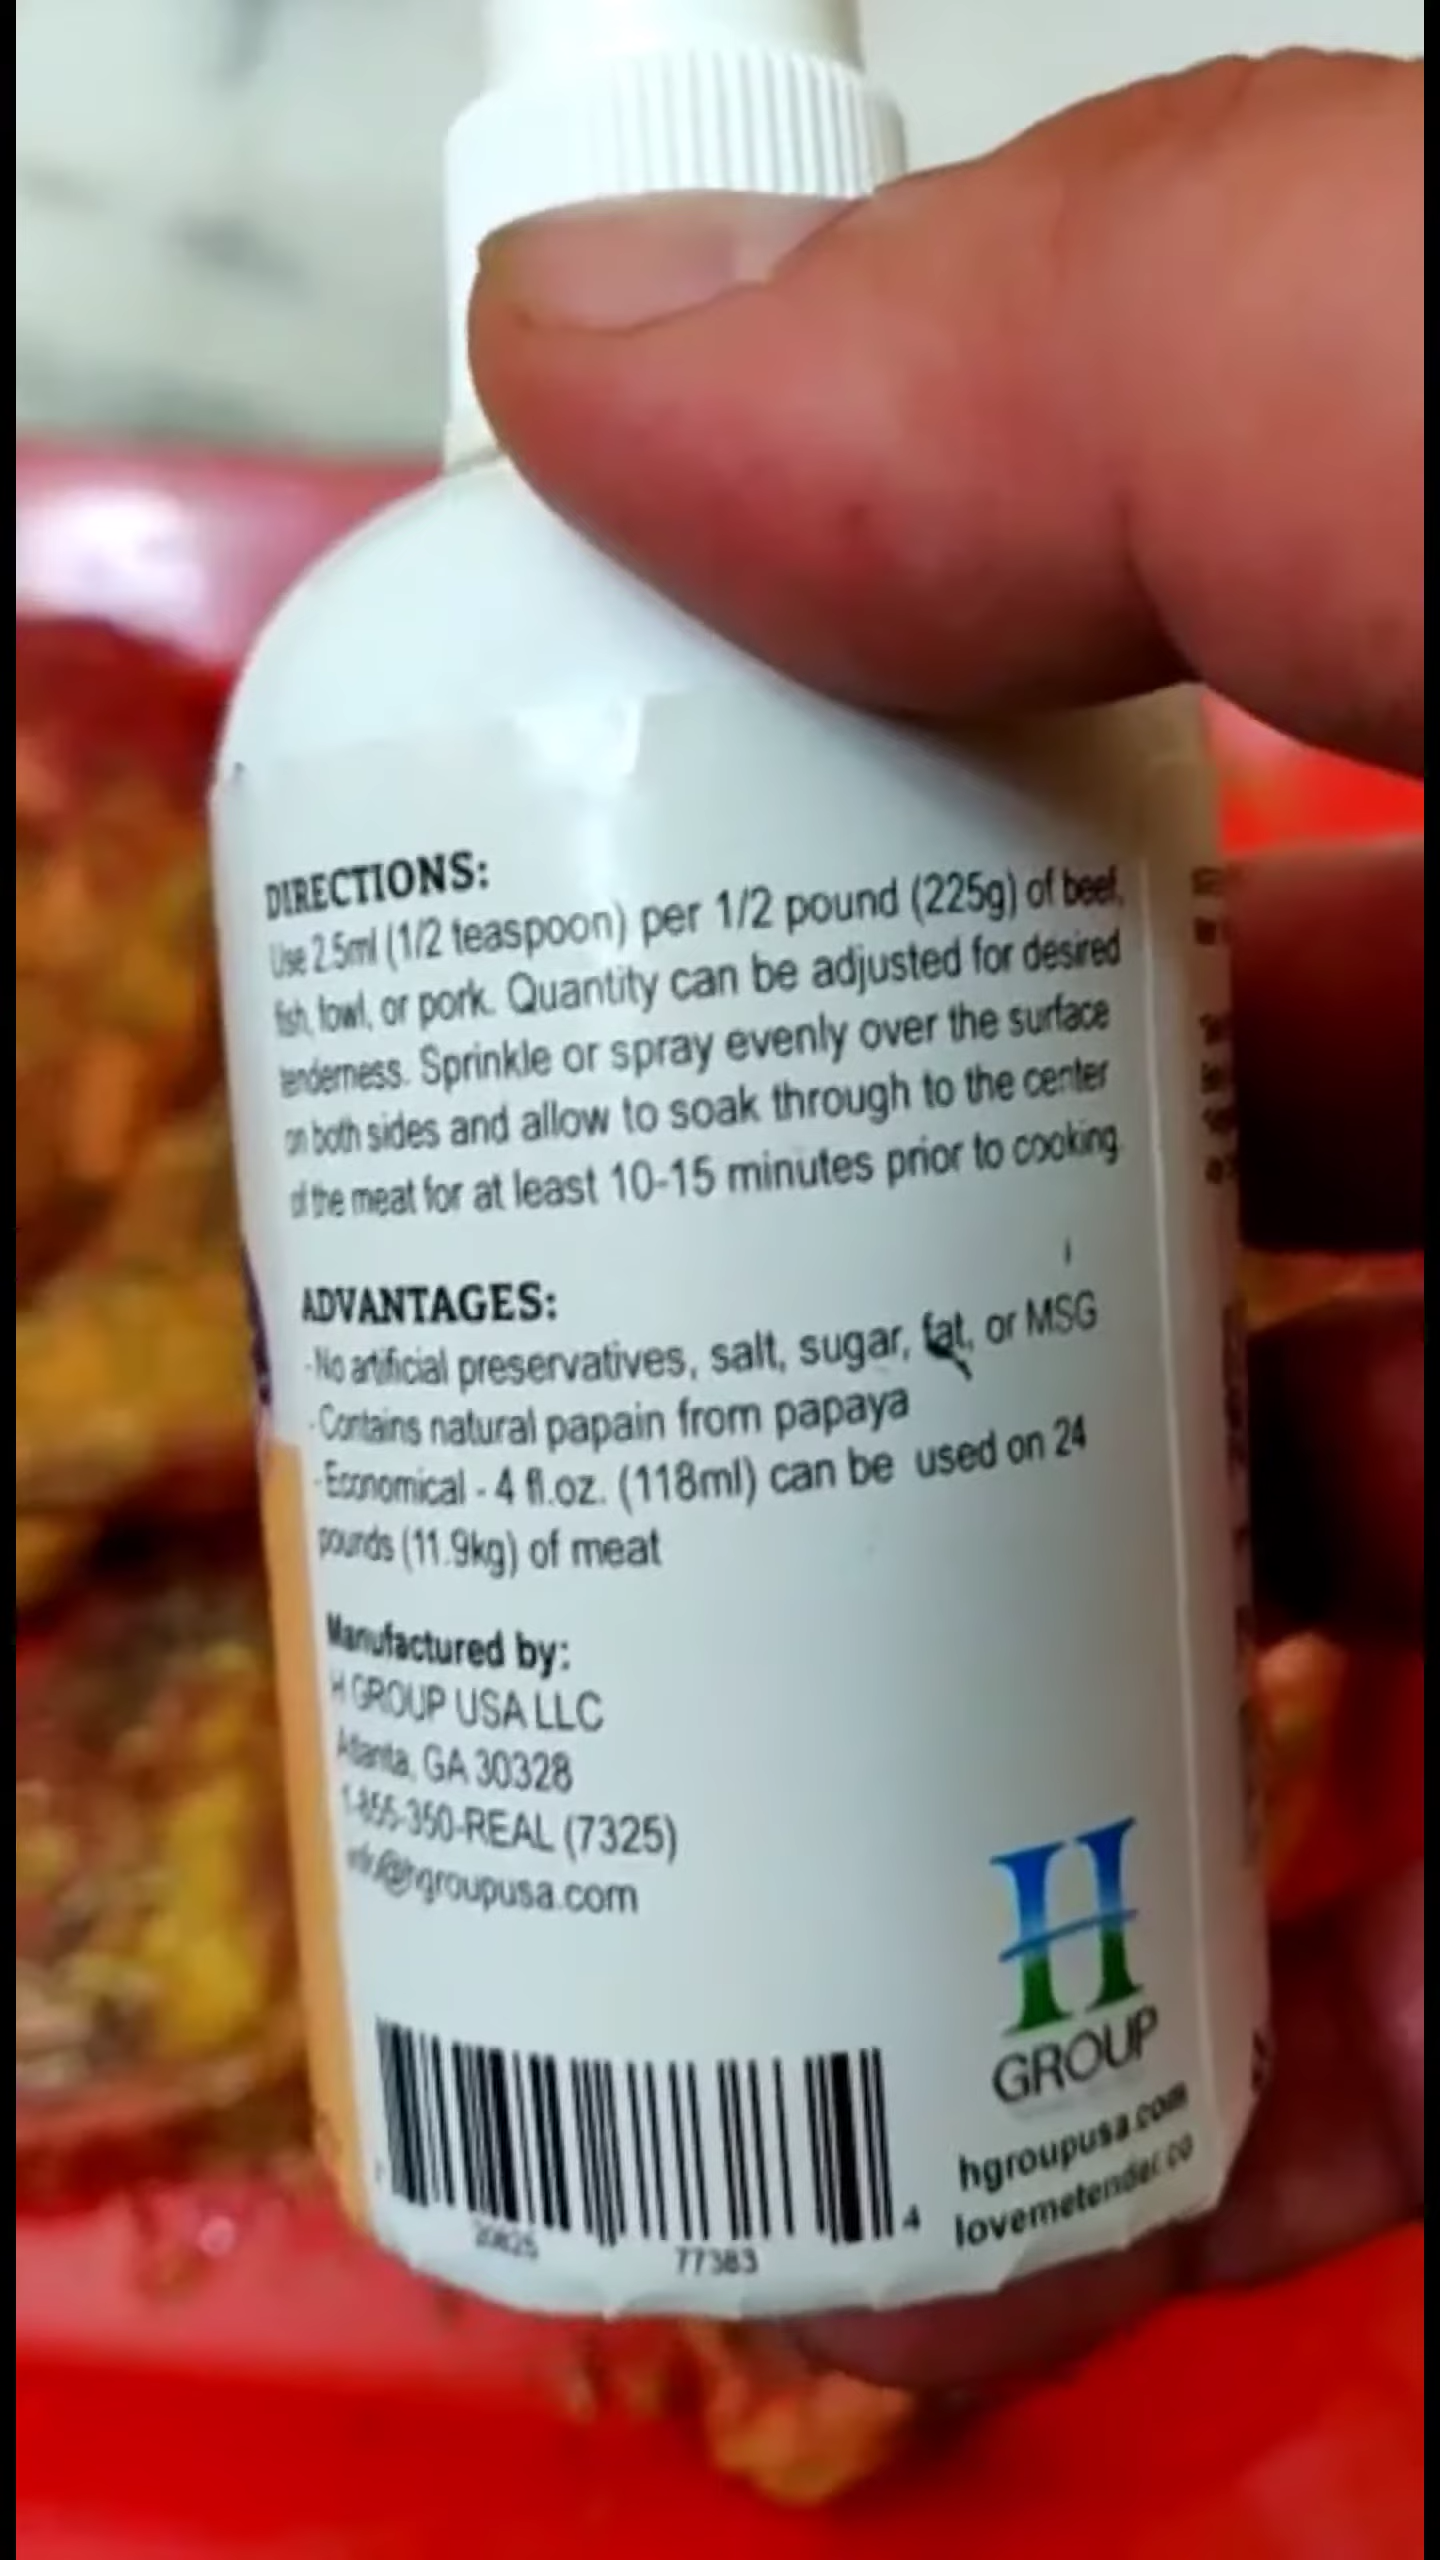 DIRECTIONS:
Use 2.5ml (1/2 teaspoon) per 1/2 pound (225g) of beef,
fish, fowl, or pork. Quantity can be adjusted for desired
tenderness. Sprinkle or spray evenly over the surface
on both sides and allow to soak through to the center
of the meat for at least 10-15 minutes prior to cooking.
ADVANTAGES:
-No artificial preservatives, salt, sugar, fat, or MSG
-Contains natural papain from papaya
-Economical - 4 fl.oz. (118ml) can be used on 24
pounds (11.9kg) of meat
Manufactured by:
H GROUP USA LLC
Atlanta, GA 30328
1-855-350-REAL (7325)
info@hgroupusa.com
H
GROUP
hgroupusa.com
lovemetender.co
77383 4